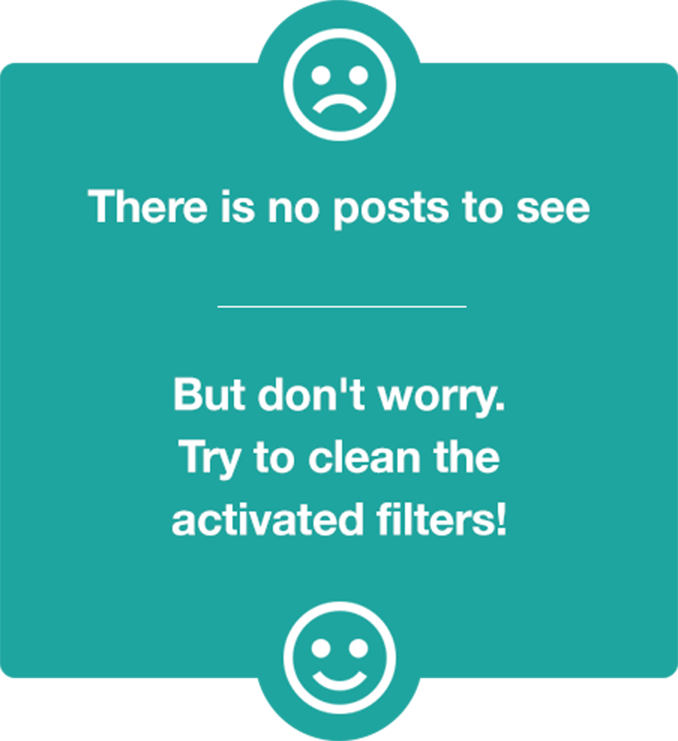 There is no posts to see
But don't worry.
Try to clean the
activated filters!